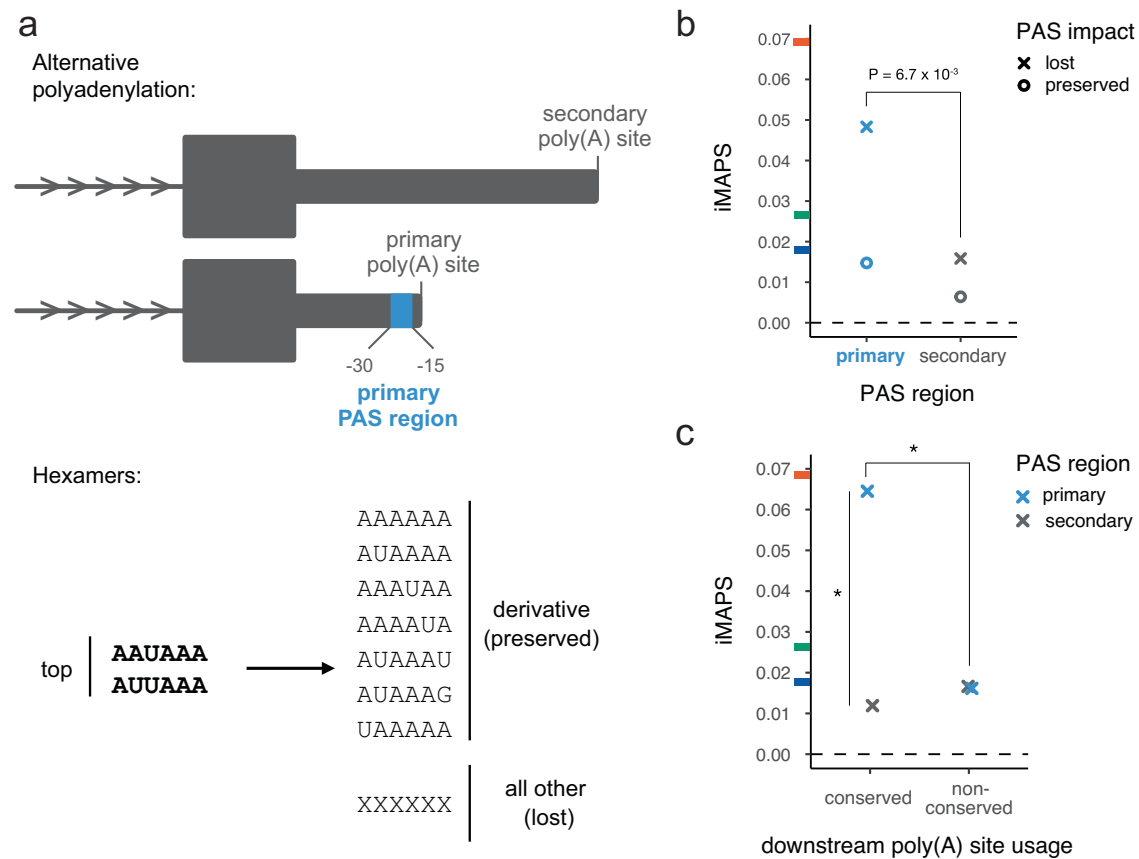 a
Alternative
polyadenylation:
secondary
poly(A) site
primary
poly(A) site
-30
-15
primary
PAS region
Hexamers:
top
AAUAAA
AUUAAA
AAAAAA
AUAAAA
AAAUAA
AAAAUA
AUAAAU
AUAAAG
UAAAAA
derivative
(preserved)
XXXXXX
all other
(lost)
b
iMAPS
0.07
0.06
0.05
0.04
0.03
0.02
0.01
0.00
P = 6.7 x 10⁻³
primary
secondary
PAS region
PAS impact
lost
preserved
c
iMAPS
0.07
0.06
0.05
0.04
0.03
0.02
0.01
0.00
*
*
conserved
non-
conserved
downstream poly(A) site usage
PAS region
primary
secondary